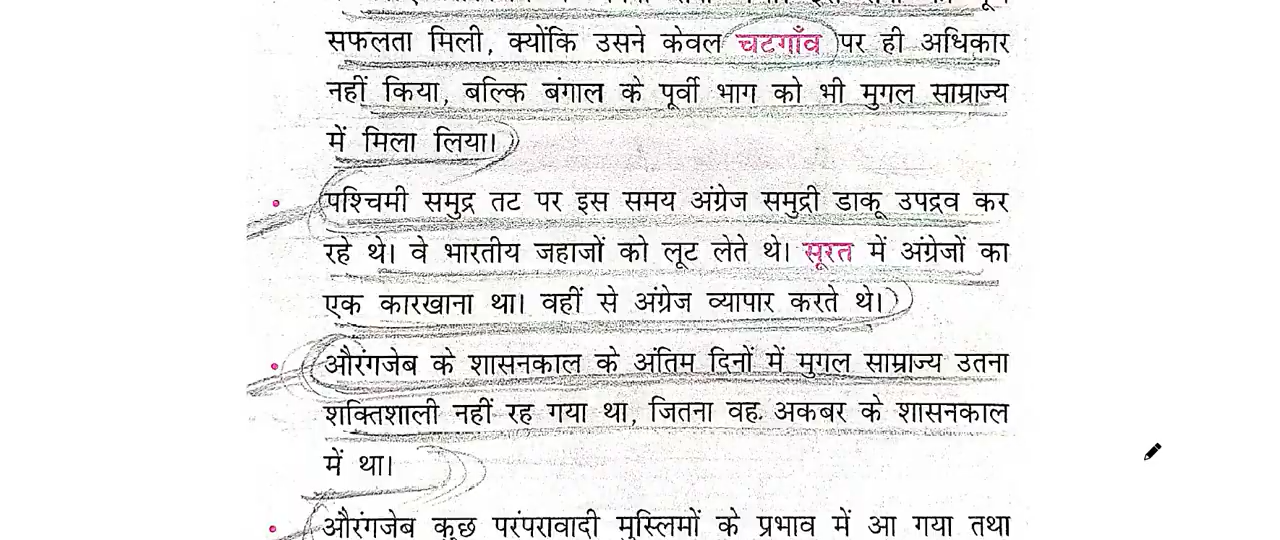 सफलता मिली, क्योंकि उसने केवल चटगाँव पर ही अधिकार
नहीं किया, बल्कि बंगाल के पूर्वी भाग को भी मुगल साम्राज्य
में मिला लिया।
पश्चिमी समुद्र तट पर इस समय अंग्रेज समुद्री डाकू उपद्रव कर
रहे थे। वे भारतीय जहाजों को लूट लेते थे। सूरत में अंग्रेजों का
एक कारखाना था। वहीं से अंग्रेज व्यापार करते थे।
औरंगजेब के शासनकाल के अंतिम दिनों में मुगल साम्राज्य उतना
शक्तिशाली नहीं रह गया था, जितना वह अकबर के शासनकाल
में था।
औरंगजेब कुछ परंपरावादी मुस्लिमों के प्रभाव में आ गया तथा